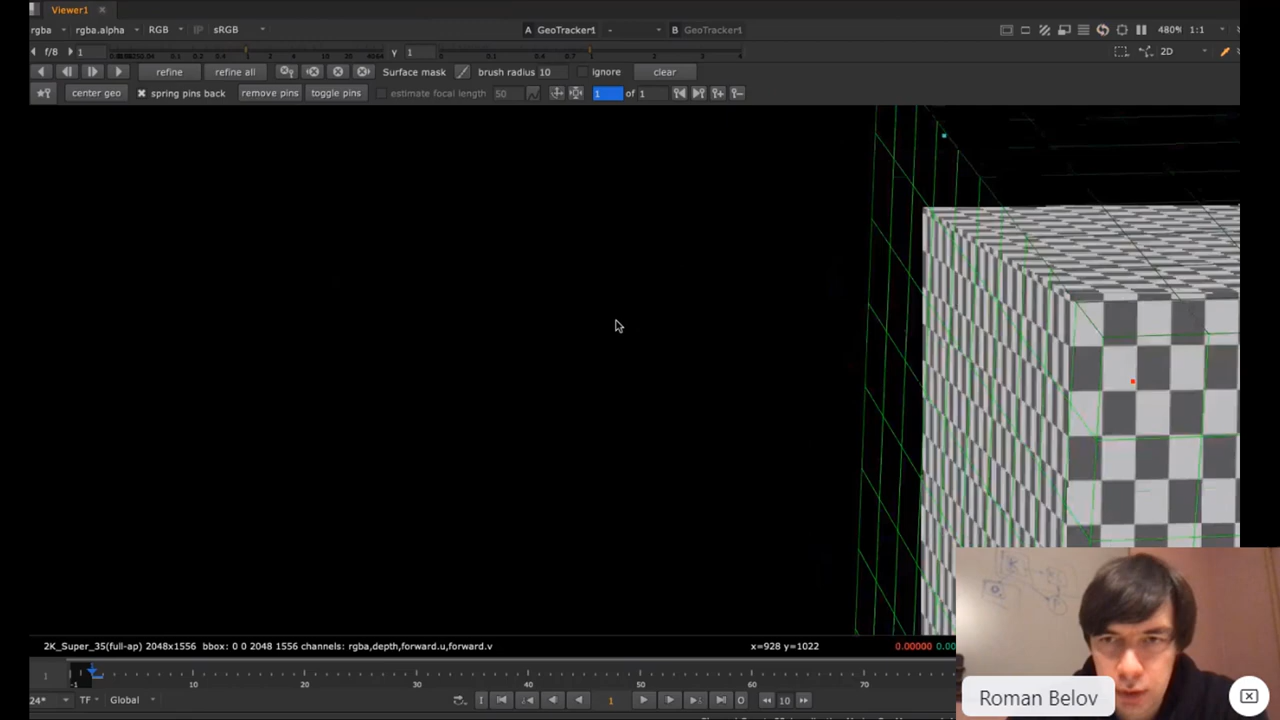 Viewer1
rgba rgba.alpha RGB IP sRGB A GeoTracker1 - B GeoTracker1 480% 1:1
f/8 1 Y 1 2D
refine refine all Surface mask brush radius 10 ignore clear
center geo spring pins back remove pins toggle pins estimate focal length 50 1 of 1
2K_Super_35(full-ap) 2048x1556 bbox: 0 0 2048 1556 channels: rgba,depth,forward.u,forward.v x=928 y=1022 0.00000
1 -1 10 20 30 40 50 60 70
24* TF Global 1 10
Roman Belov